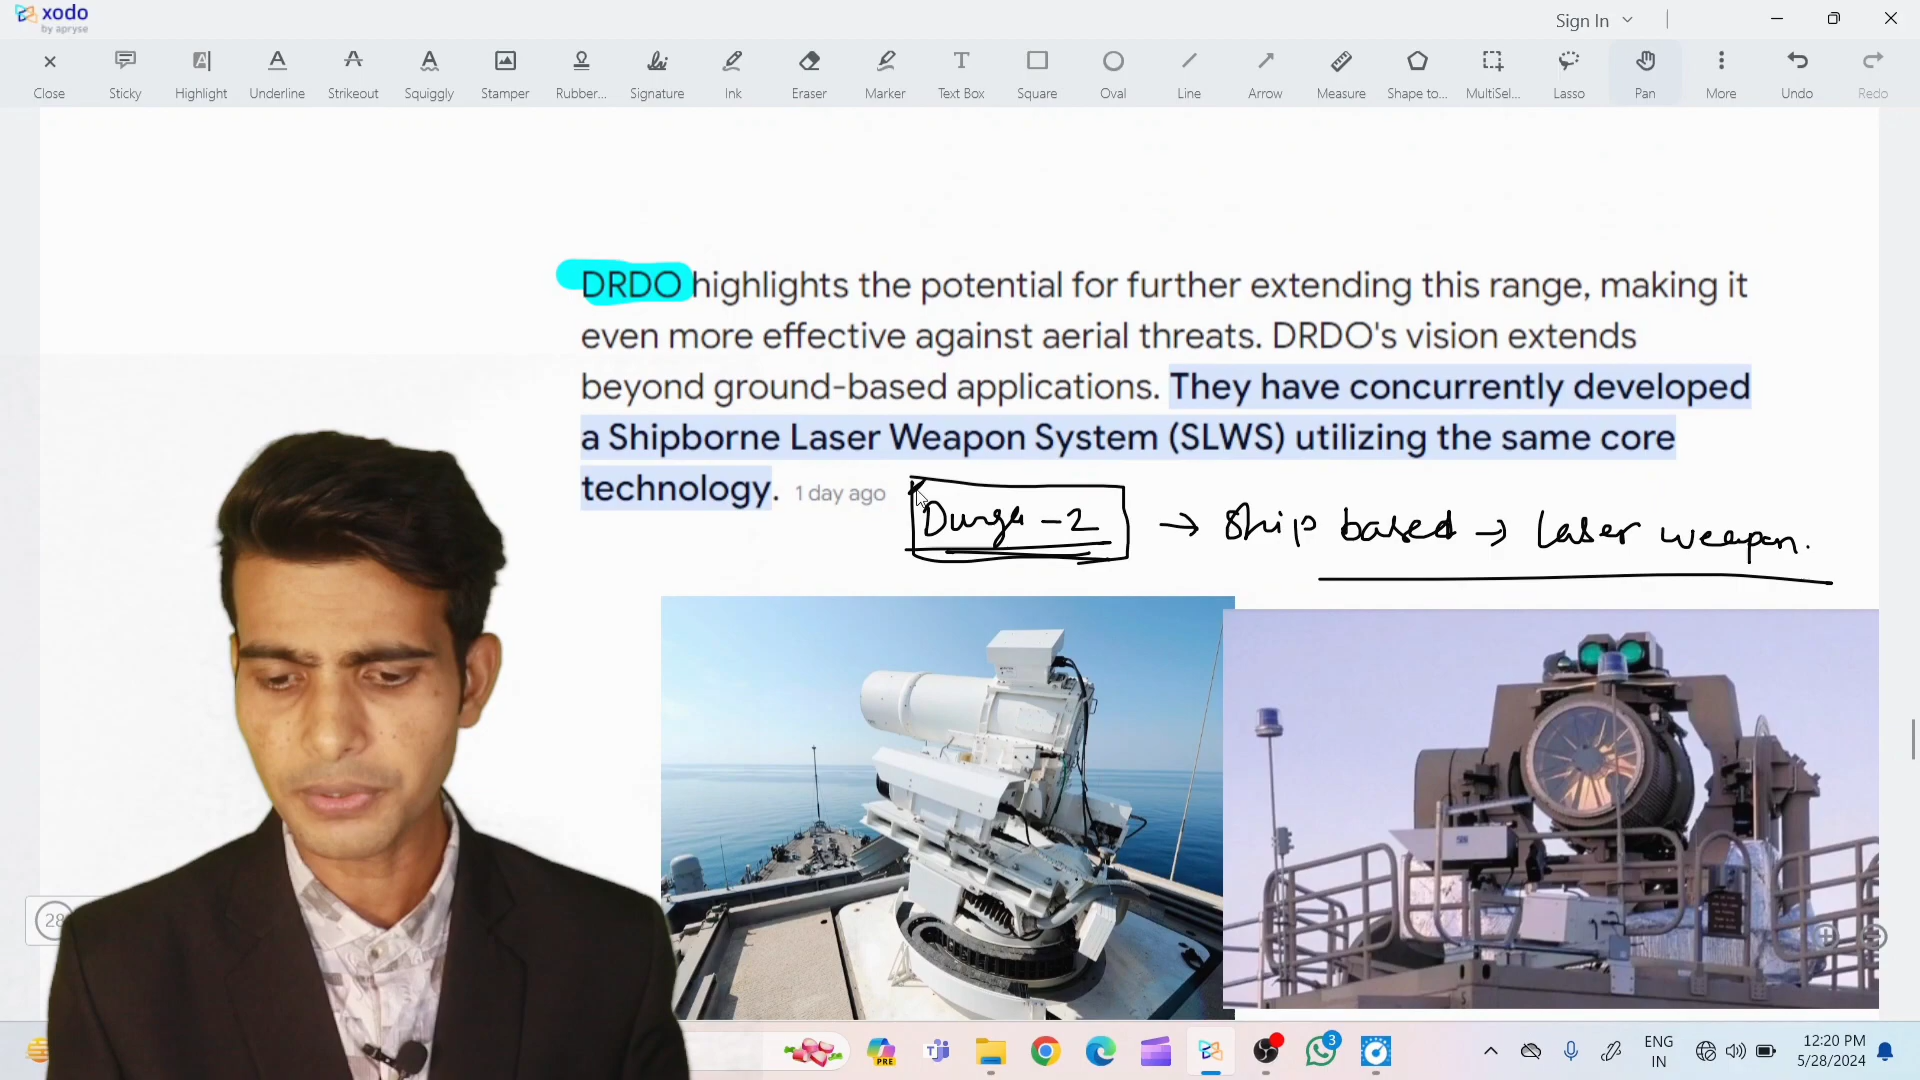 xodo
by apryse
Sign In
Close
Sticky
Highlight
Underline
Strikeout
Squiggly
Stamper
Rubber...
Signature
Ink
Eraser
Marker
Text Box
Square
Oval
Line
Arrow
Measure
Shape to...
MultiSel...
Lasso
Pan
More
Undo
Redo
DRDO highlights the potential for further extending this range, making it
even more effective against aerial threats. DRDO's vision extends
beyond ground-based applications. They have concurrently developed
a Shipborne Laser Weapon System (SLWS) utilizing the same core
technology. 1 day ago
Durga -2 → Ship based → laser weapon.
28
PRE
3
ENG
IN
12:20 PM
5/28/2024